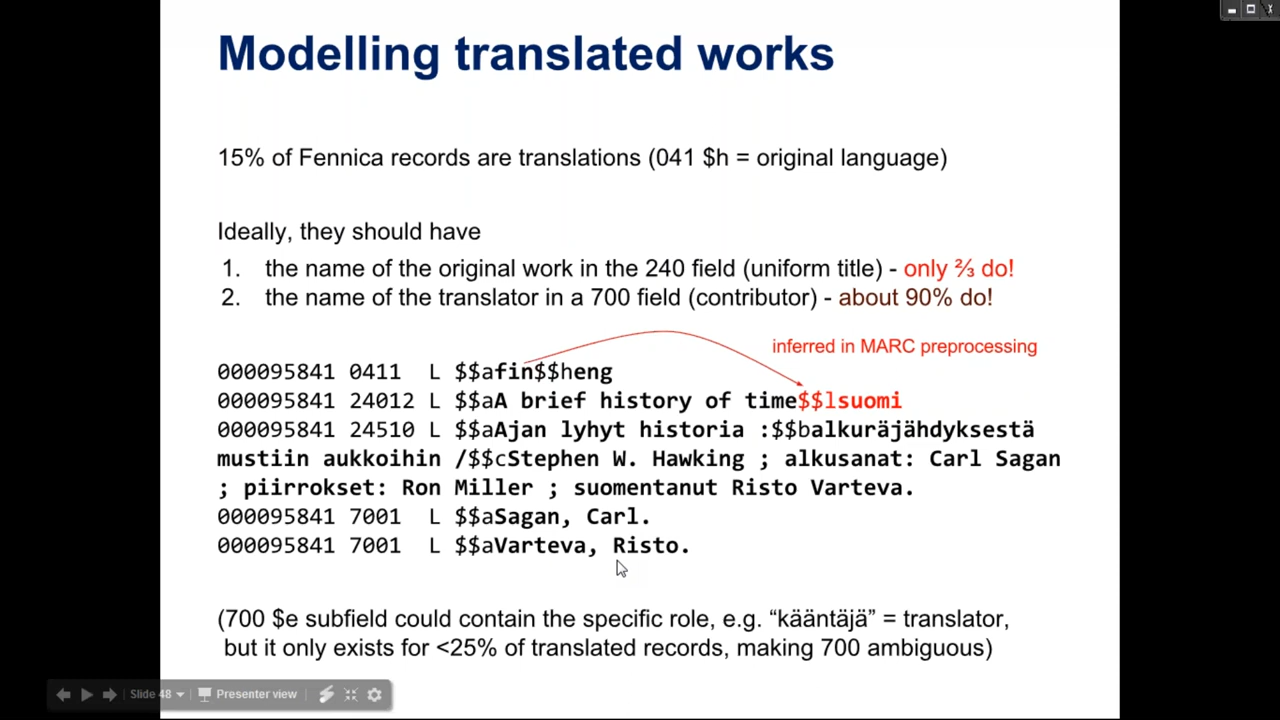 Modelling translated works
15% of Fennica records are translations (041 $h = original language)
Ideally, they should have
1. the name of the original work in the 240 field (uniform title) - only ⅔ do!
2. the name of the translator in a 700 field (contributor) - about 90% do!
inferred in MARC preprocessing
000095841 0411 L $$afin$$heng
000095841 24012 L $$aA brief history of time$$lsuomi
000095841 24510 L $$aAjan lyhyt historia :$$balkuräjähdyksestä
mustiin aukkoihin /$$cStephen W. Hawking ; alkusanat: Carl Sagan
; piirrokset: Ron Miller ; suomentanut Risto Varteva.
000095841 7001 L $$aSagan, Carl.
000095841 7001 L $$aVarteva, Risto.
(700 $e subfield could contain the specific role, e.g. “kääntäjä” = translator,
but it only exists for <25% of translated records, making 700 ambiguous)
Slide 48 Presenter view